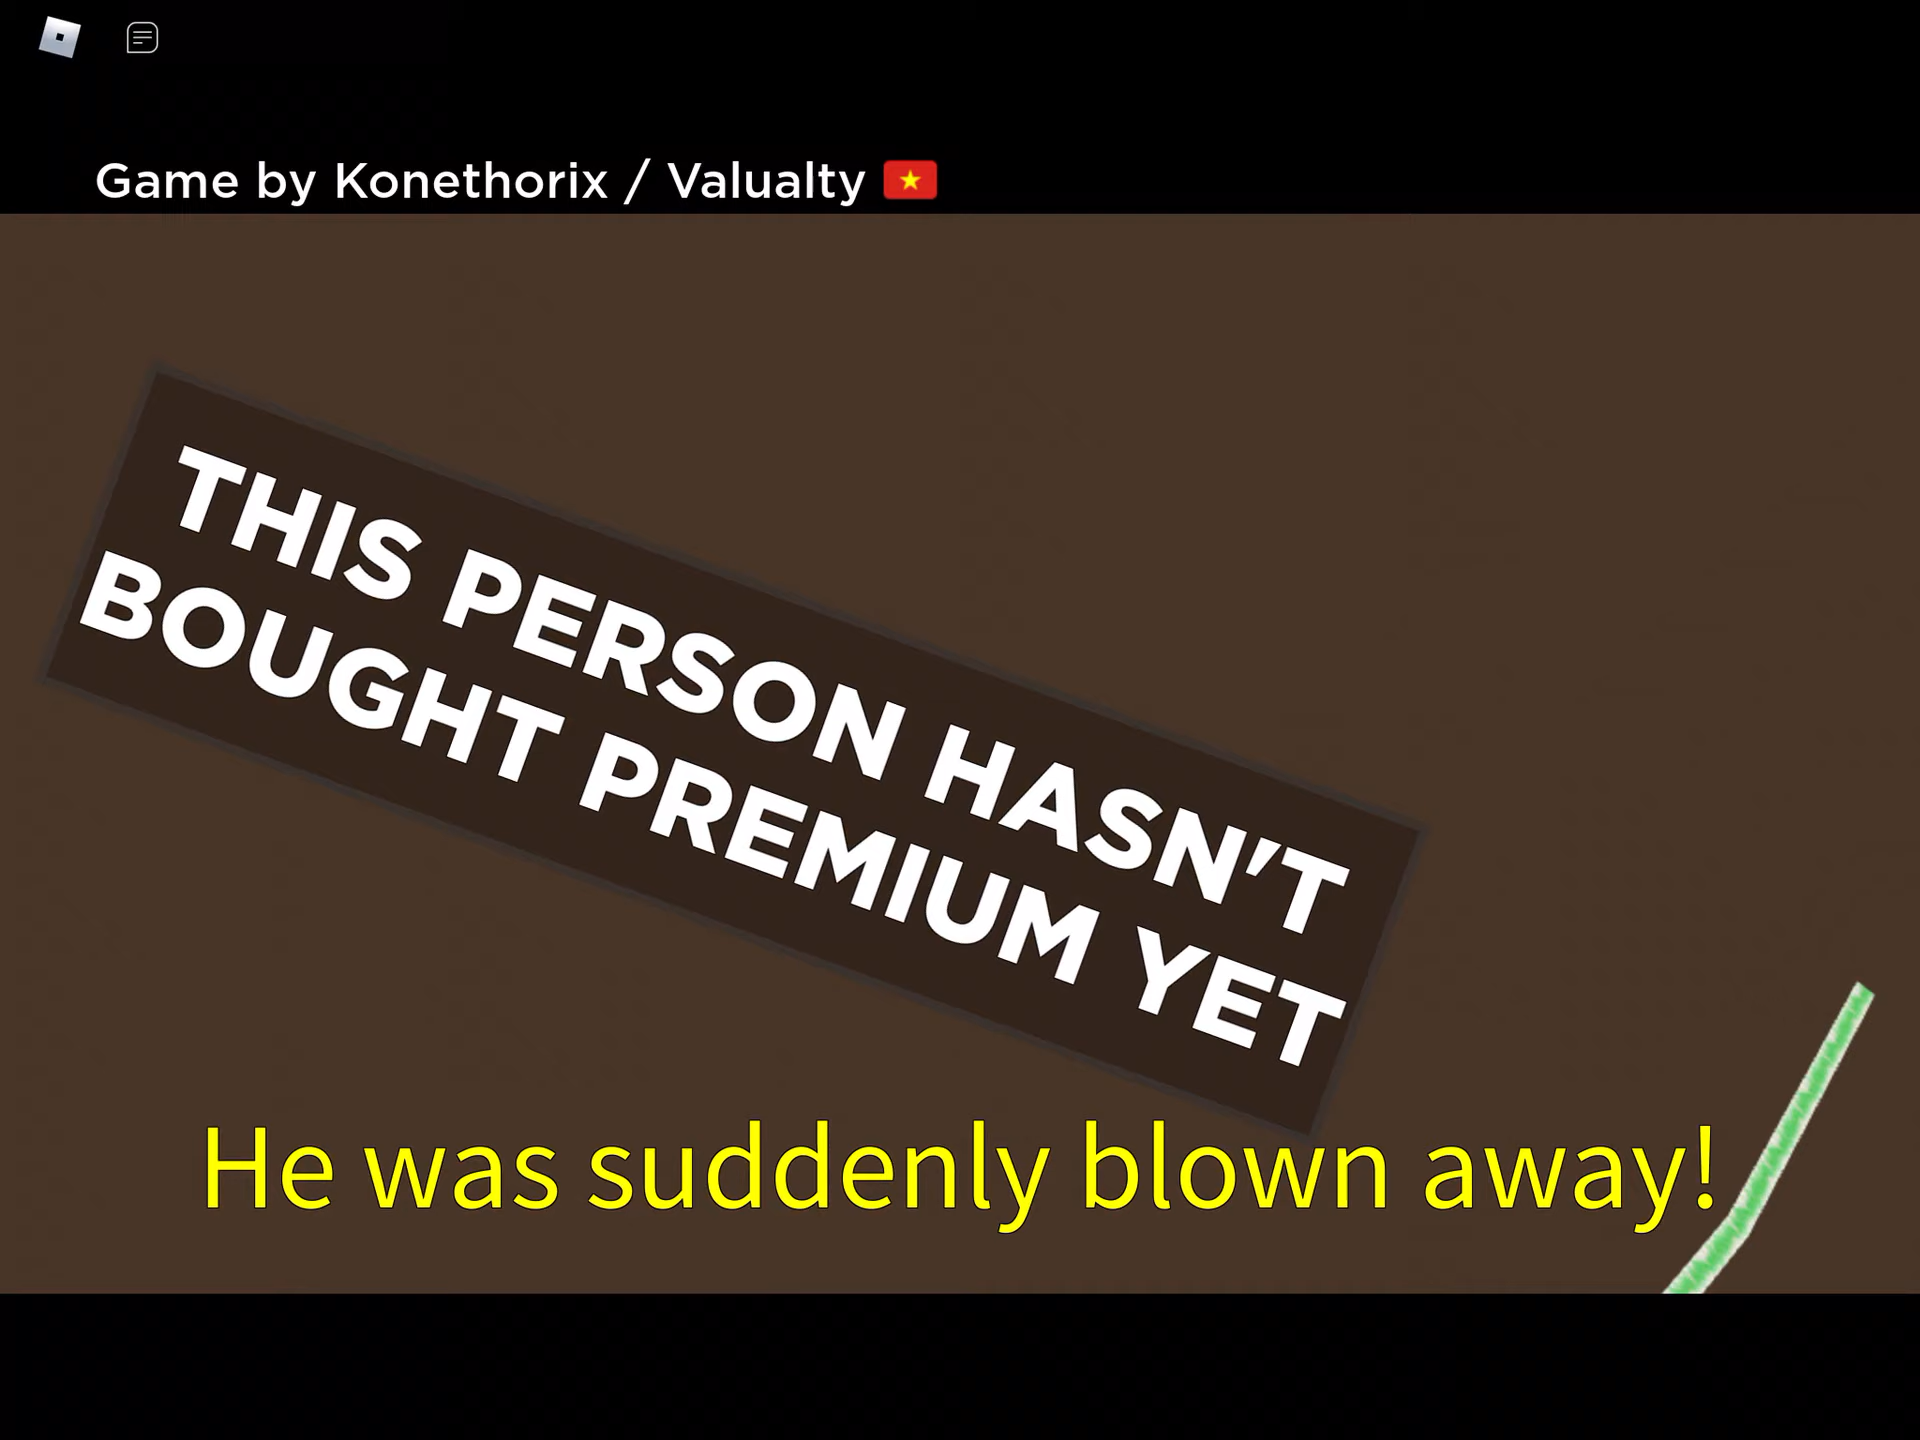 Game by Konethorix / Valualty 🇻🇳
THIS PERSON HASN'T
BOUGHT PREMIUM YET
He was suddenly blown away!